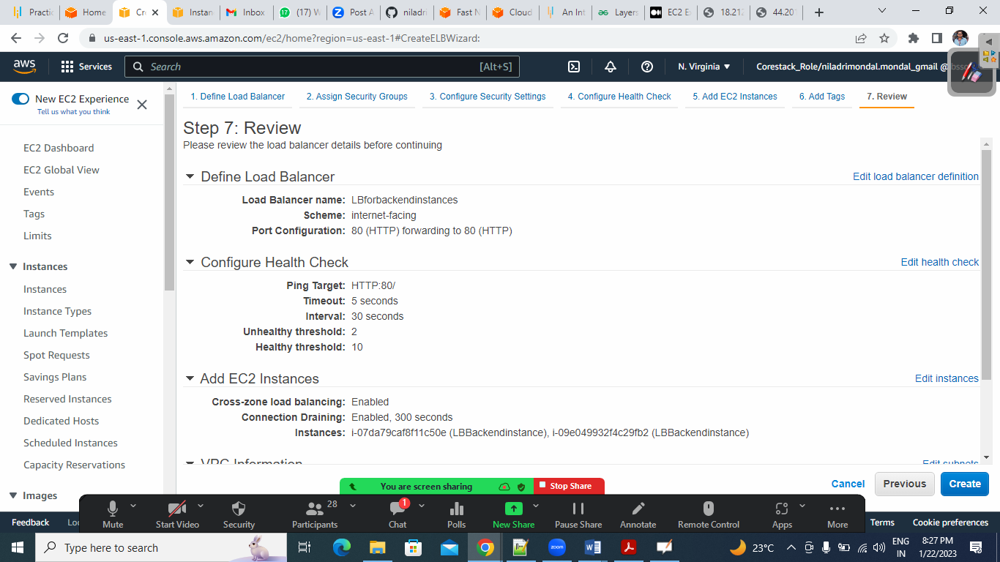 Practic
Home
Cr
Instan
Inbox
(17) W
Post A
niladri
Fast N
Cloud
An Int
Layers
EC2 E
18.212
44.201
us-east-1.console.aws.amazon.com/ec2/home?region=us-east-1#CreateELBWizard:
aws
Services
Search
[Alt+S]
N. Virginia
Corestack_Role/niladrimondal.mondal_gmail @
New EC2 Experience
Tell us what you think
EC2 Dashboard
EC2 Global View
Events
Tags
Limits
Instances
Instances
Instance Types
Launch Templates
Spot Requests
Savings Plans
Reserved Instances
Dedicated Hosts
Scheduled Instances
Capacity Reservations
Images
1. Define Load Balancer
2. Assign Security Groups
3. Configure Security Settings
4. Configure Health Check
5. Add EC2 Instances
6. Add Tags
7. Review
Step 7: Review
Please review the load balancer details before continuing
Define Load Balancer
Edit load balancer definition
Load Balancer name: LBforbackendinstances
Scheme: internet-facing
Port Configuration: 80 (HTTP) forwarding to 80 (HTTP)
Configure Health Check
Edit health check
Ping Target: HTTP:80/
Timeout: 5 seconds
Interval: 30 seconds
Unhealthy threshold: 2
Healthy threshold: 10
Add EC2 Instances
Edit instances
Cross-zone load balancing: Enabled
Connection Draining: Enabled, 300 seconds
Instances: i-07da79caf8f11c50e (LBBackendinstance), i-09e049932f4c29fb2 (LBBackendinstance)
VPC Information
Edit subnets
You are screen sharing
Stop Share
Cancel
Previous
Create
Mute
Start Video
Security
28
Participants
1
Chat
Polls
New Share
Pause Share
Annotate
Remote Control
Apps
More
Feedback
Terms
Cookie preferences
Type here to search
zoom
23°C
ENG
IN
8:27 PM
1/22/2023